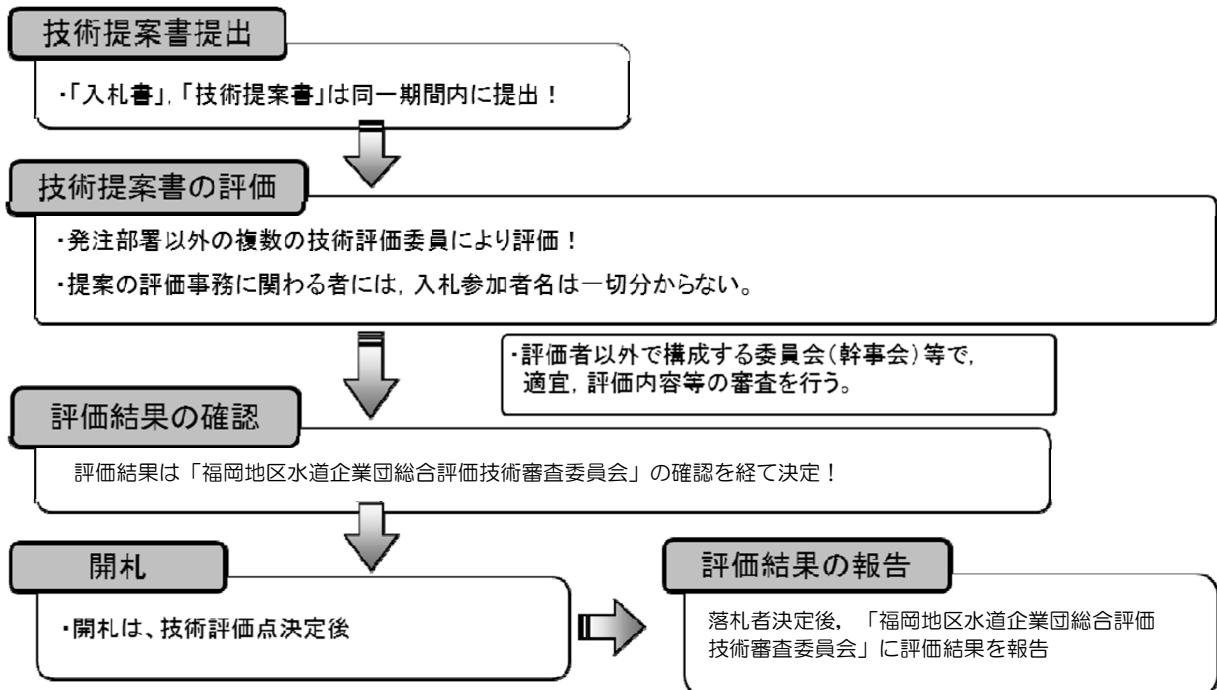 技術提案書提出
・「入札書」,「技術提案書」は同一期間内に提出！
技術提案書の評価
・発注部署以外の複数の技術評価委員により評価！
・提案の評価事務に関わる者には, 入札参加者名は一切分からない。
・評価者以外で構成する委員会(幹事会)等で,
適宜, 評価内容等の審査を行う。
評価結果の確認
評価結果は「福岡地区水道企業団総合評価技術審査委員会」の確認を経て決定！
開札
・開札は、技術評価点決定後
評価結果の報告
落札者決定後, 「福岡地区水道企業団総合評価
技術審査委員会」に評価結果を報告